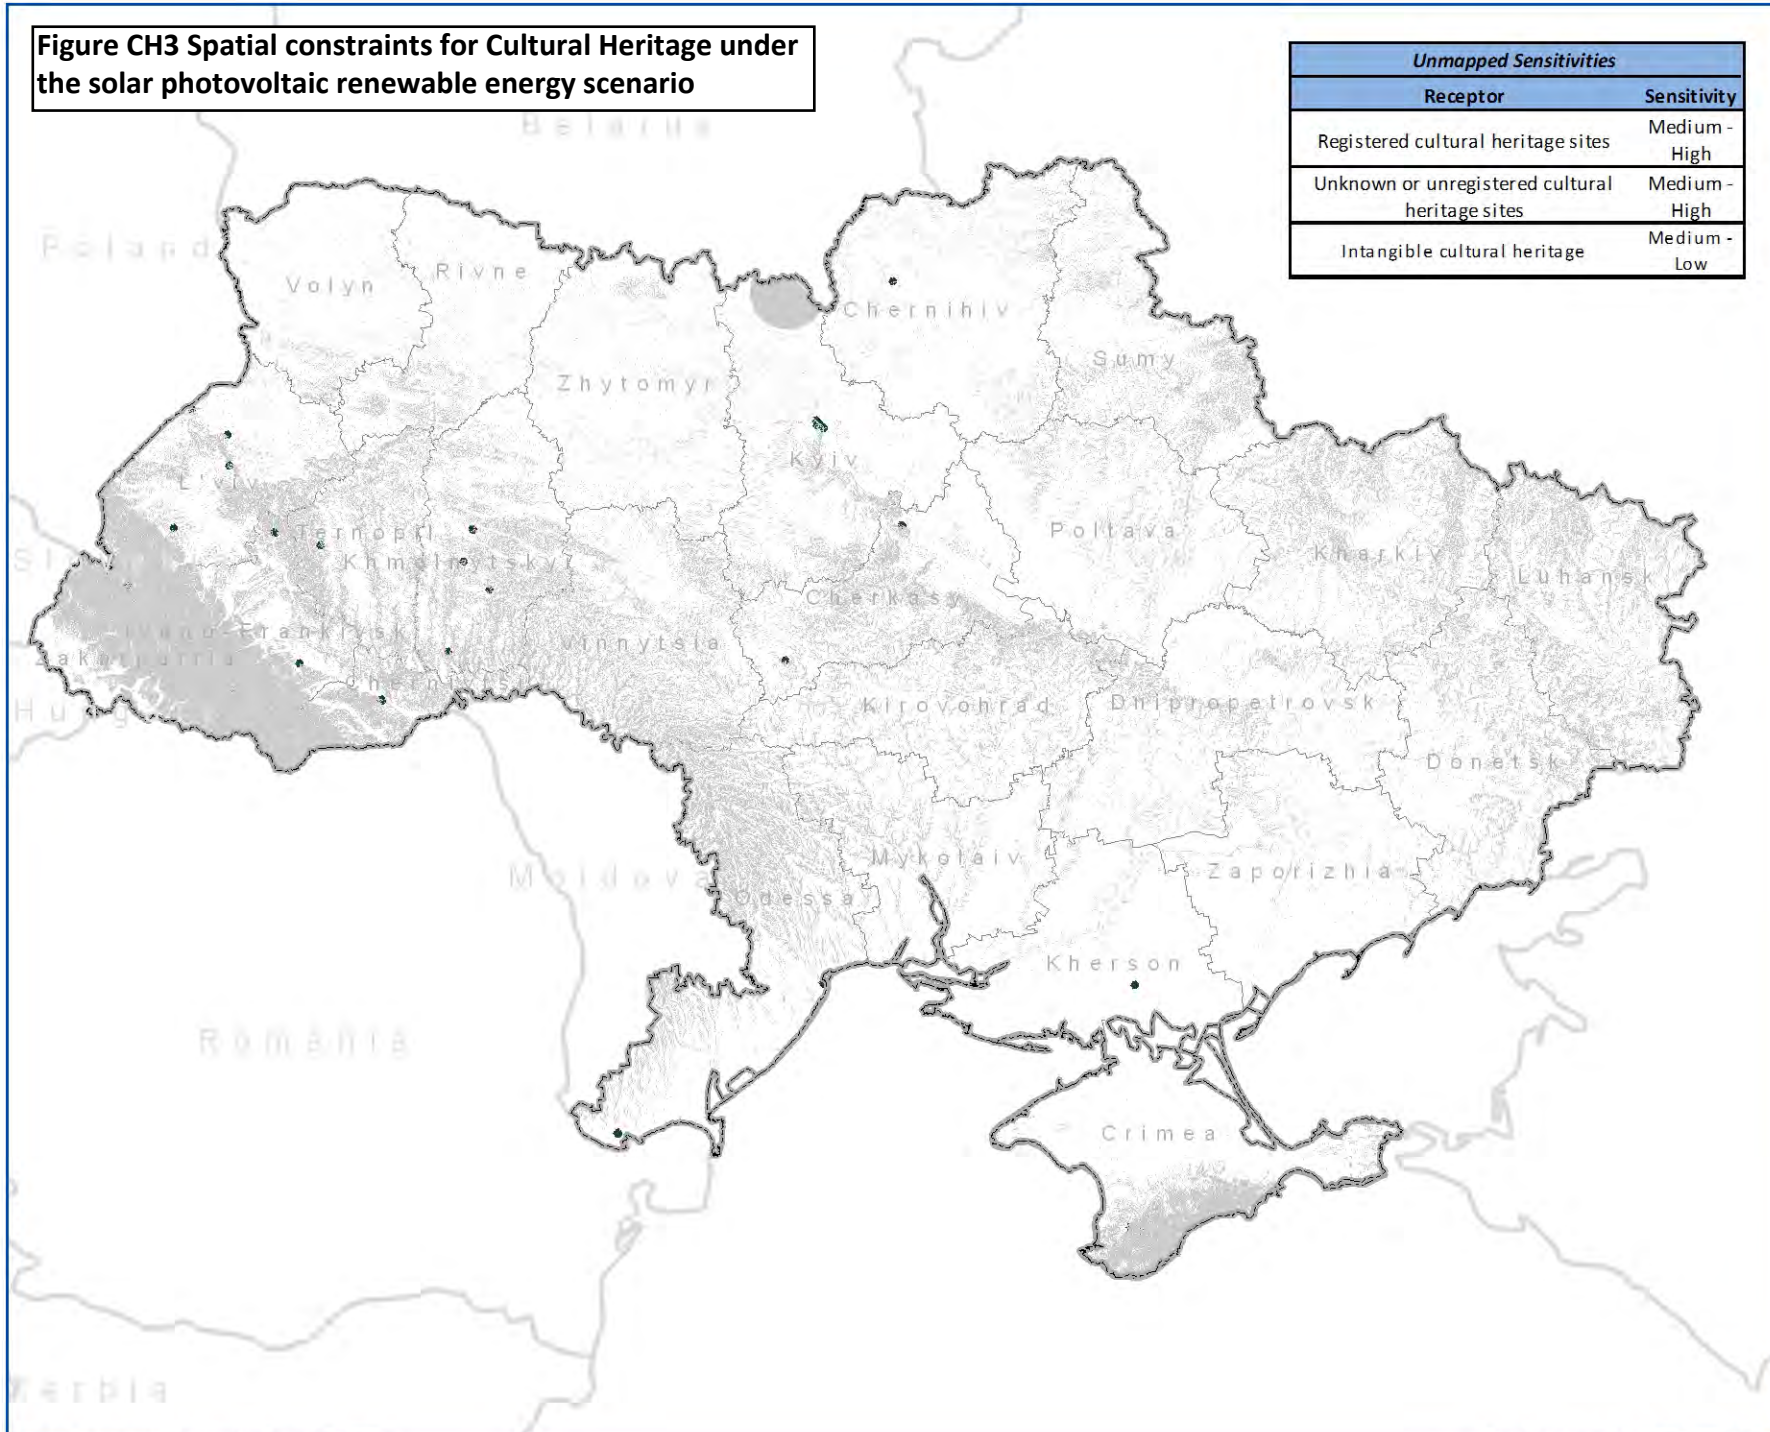 Figure CH3 Spatial constraints for Cultural Heritage under
the solar photovoltaic renewable energy scenario
Unmapped Sensitivities
Receptor Sensitivity
Registered cultural heritage sites Medium -
High
Unknown or unregistered cultural Medium -
heritage sites High
Intangible cultural heritage Medium -
Low
Belarus
Poland
Volyn
Rivne
Chernihiv
Sumy
Zhytomyr
Kyiv
L'viv
Ternopil
Poltava
Kharkiv
Khmelnytskyi
Luhansk
Cherkasy
Ivano-Frankivsk
Vinnytsia
Kirovohrad
Dnipropetrovsk
Donetsk
Moldova
Mykolaiv
Zaporizhia
Odessa
Kherson
Romania
Crimea